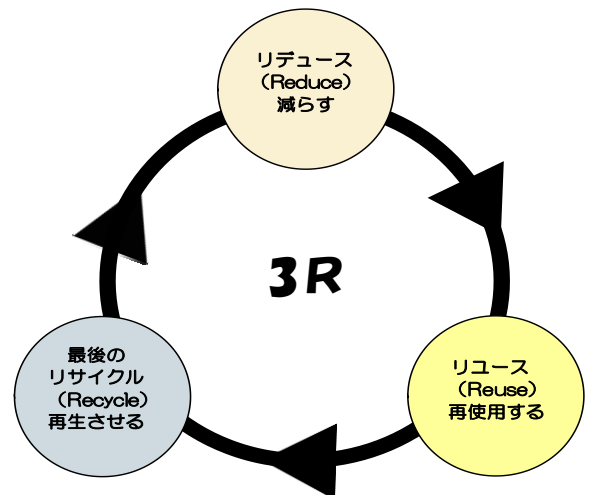 リデュース
（Reduce）
減らす
3R
最後の
リサイクル
（Recycle）
再生させる
リユース
（Reuse）
再使用する